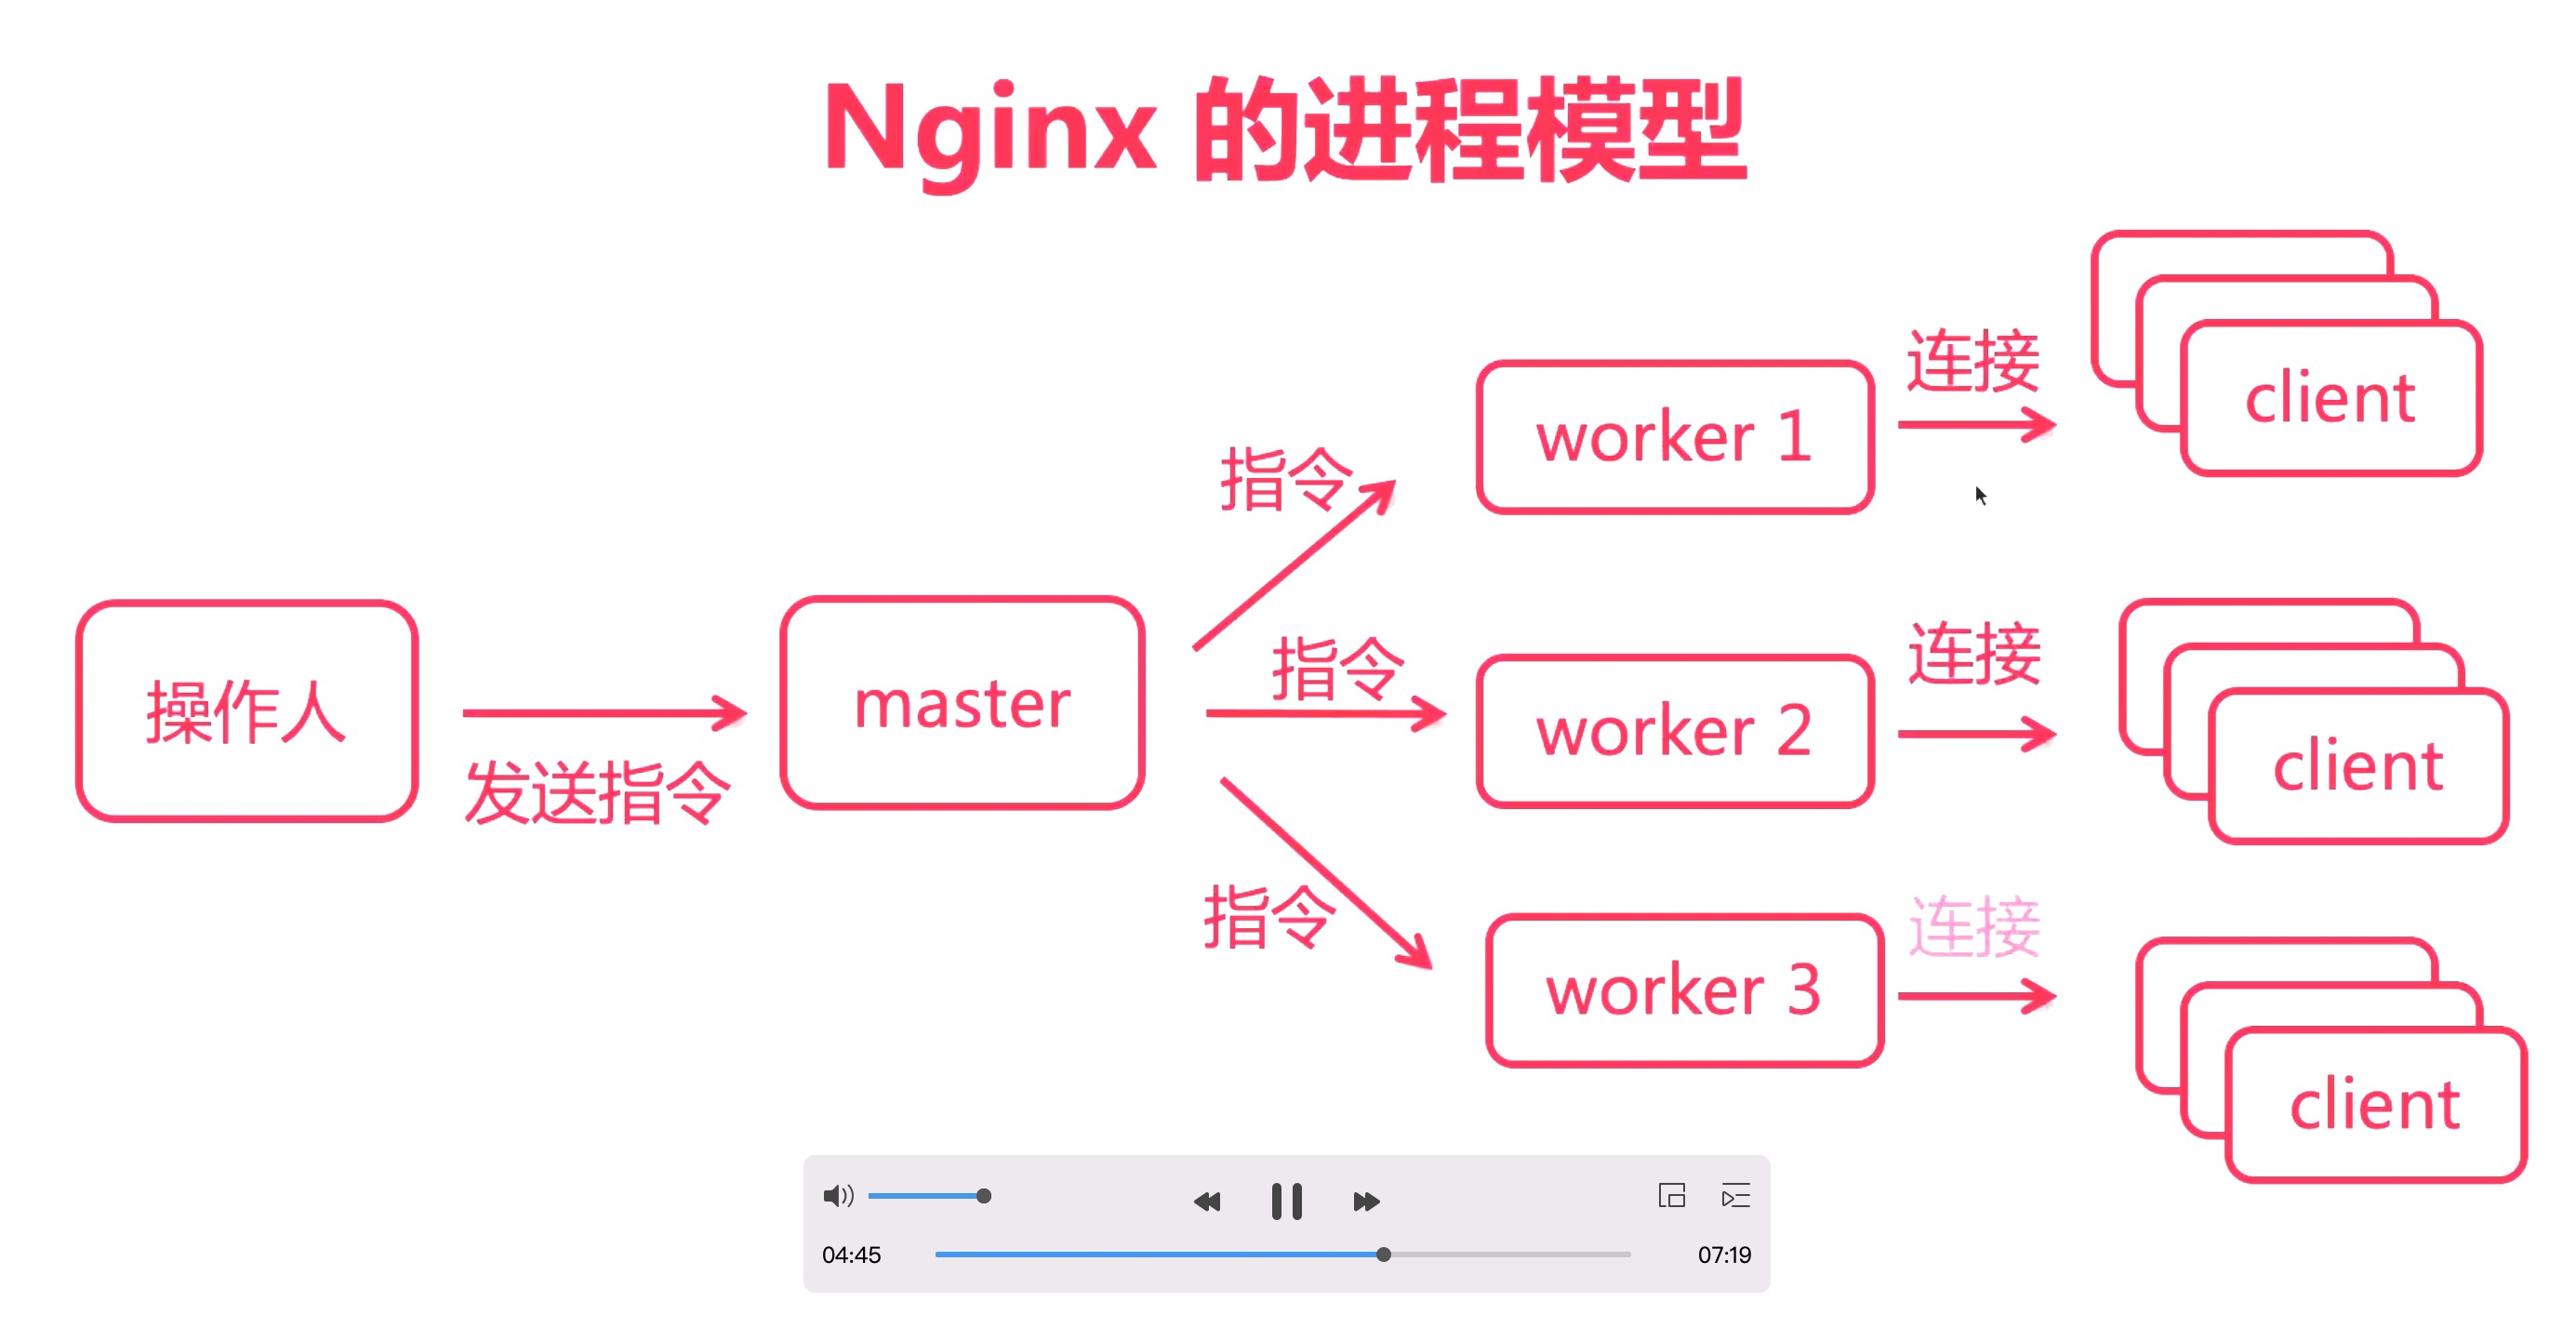 Nginx 的进程模型
操作人
发送指令
master
指令
指令
指令
worker 1
连接
client
worker 2
连接
client
worker 3
连接
client
04:45
07:19